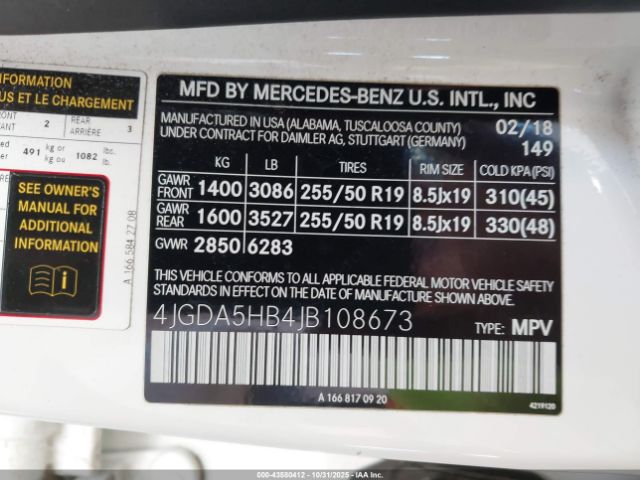 INFORMATION
US ET LE CHARGEMENT
RONT
ANT
2
REAR
ARRIÈRE
3
491 kg or
kg ou
1082 lbs.
lb.
SEE OWNER'S
MANUAL FOR
ADDITIONAL
INFORMATION
A 166 584 27 08
MFD BY MERCEDES-BENZ U.S. INTL., INC
MANUFACTURED IN USA (ALABAMA, TUSCALOOSA COUNTY) 02/18
UNDER CONTRACT FOR DAIMLER AG, STUTTGART (GERMANY) 149
KG LB TIRES RIM SIZE COLD KPA (PSI)
GAWR FRONT 1400 3086 255/50 R19 8.5Jx19 310(45)
GAWR REAR 1600 3527 255/50 R19 8.5Jx19 330(48)
GVWR 2850 6283
THIS VEHICLE CONFORMS TO ALL APPLICABLE FEDERAL MOTOR VEHICLE SAFETY
STANDARDS IN EFFECT ON THE DATE OF MANUFACTURE SHOWN ABOVE.
4JGDA5HB4JB108673 TYPE: MPV
A 166 817 09 20
4219120
00-43580412 - 10/31/2025 - IAA Inc.